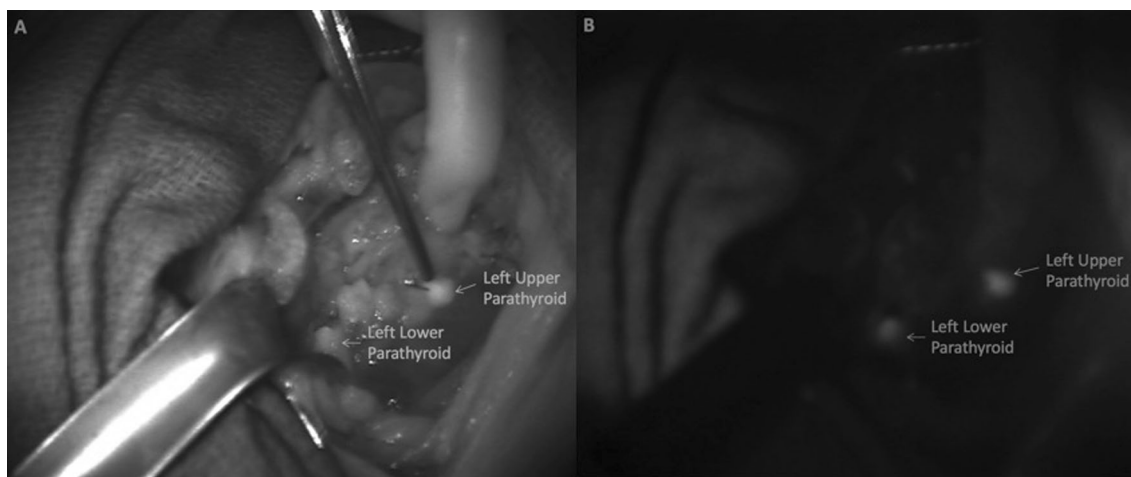 A
Left Upper
Parathyroid
Left Lower
Parathyroid
B
Left Upper
Parathyroid
Left Lower
Parathyroid